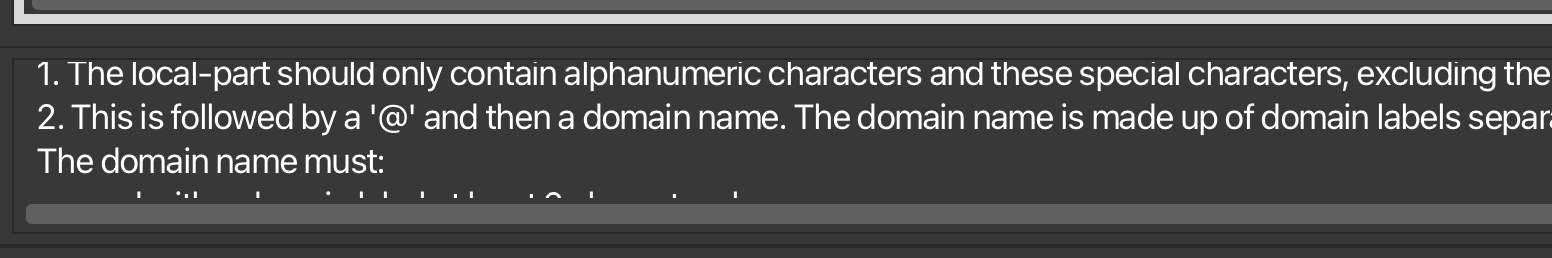 1. The local-part should only contain alphanumeric characters and these special characters, excluding the
2. This is followed by a '@' and then a domain name. The domain name is made up of domain labels separa
The domain name must: